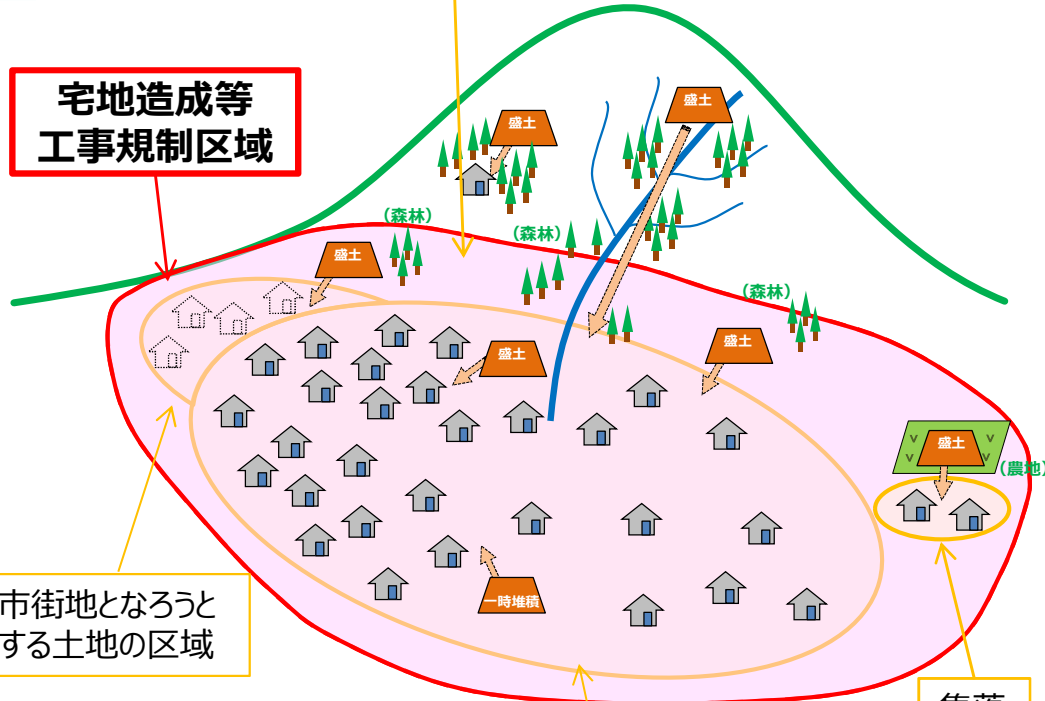 宅地造成等
工事規制区域
盛土
盛土
(森林)
(森林)
盛土
(森林)
盛土
盛土
盛土
(農地)
一時堆積
市街地となろうと
する土地の区域
集落